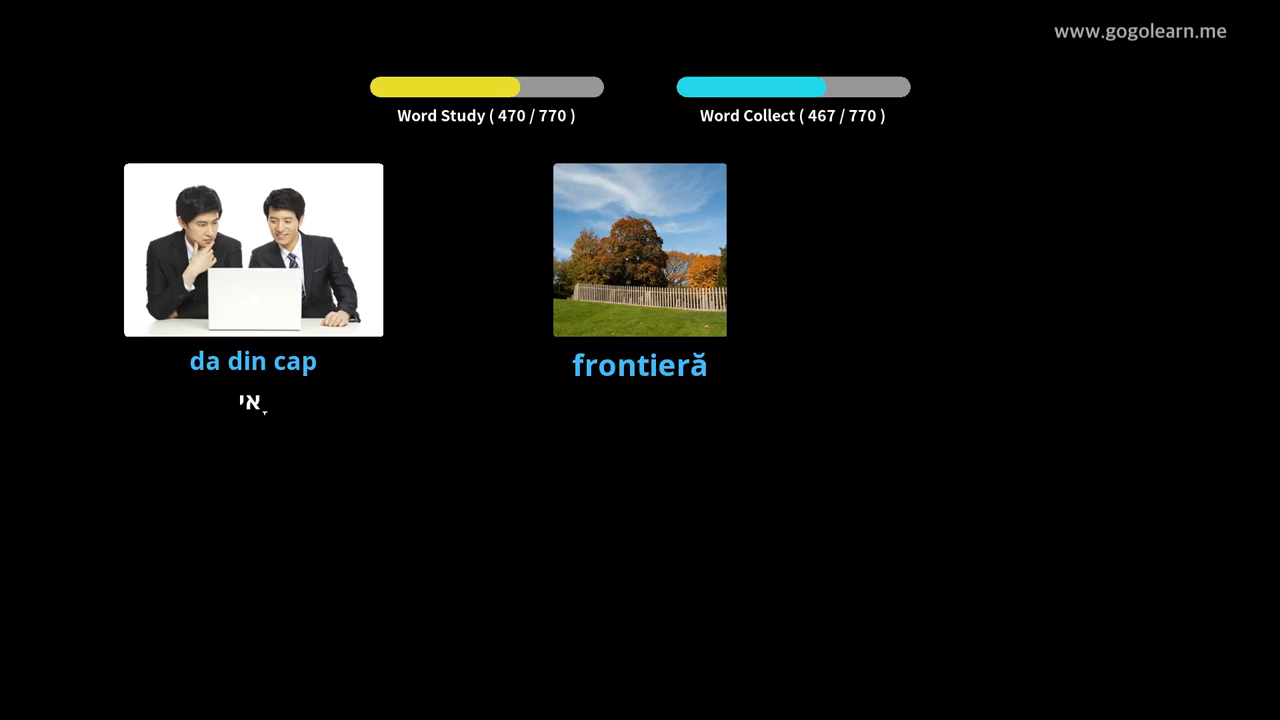 www.gogolearn.me
Word Study ( 470 / 770 )
Word Collect ( 467 / 770 )
da din cap
frontieră